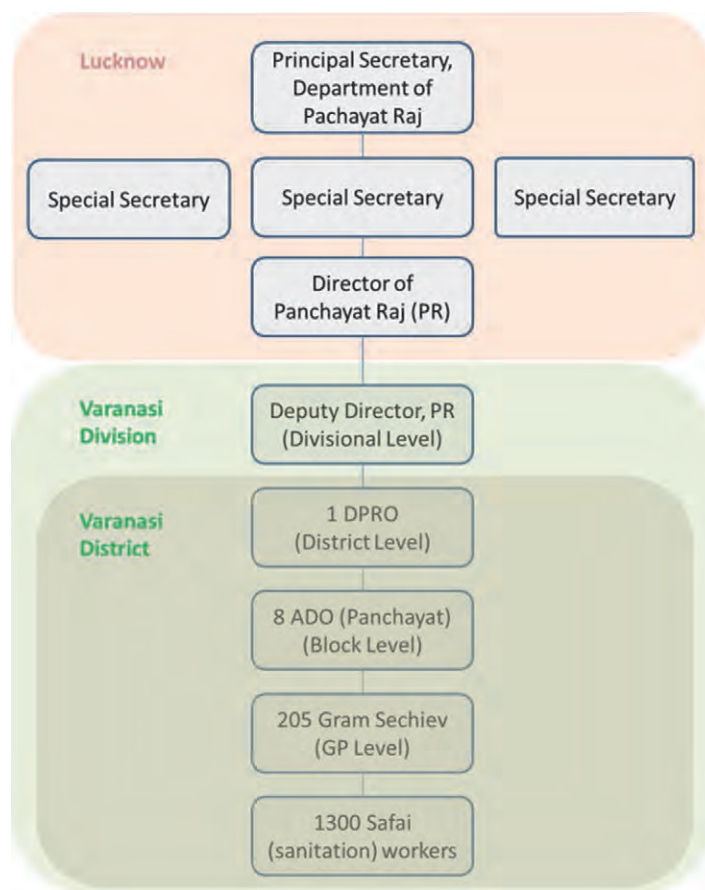 Lucknow
Principal Secretary,
Department of
Pachayat Raj
Special Secretary
Special Secretary
Special Secretary
Director of
Panchayat Raj (PR)
Varanasi
Division
Deputy Director, PR
(Divisional Level)
Varanasi
District
1 DPRO
(District Level)
8 ADO (Panchayat)
(Block Level)
205 Gram Sechiev
(GP Level)
1300 Safai
(sanitation) workers